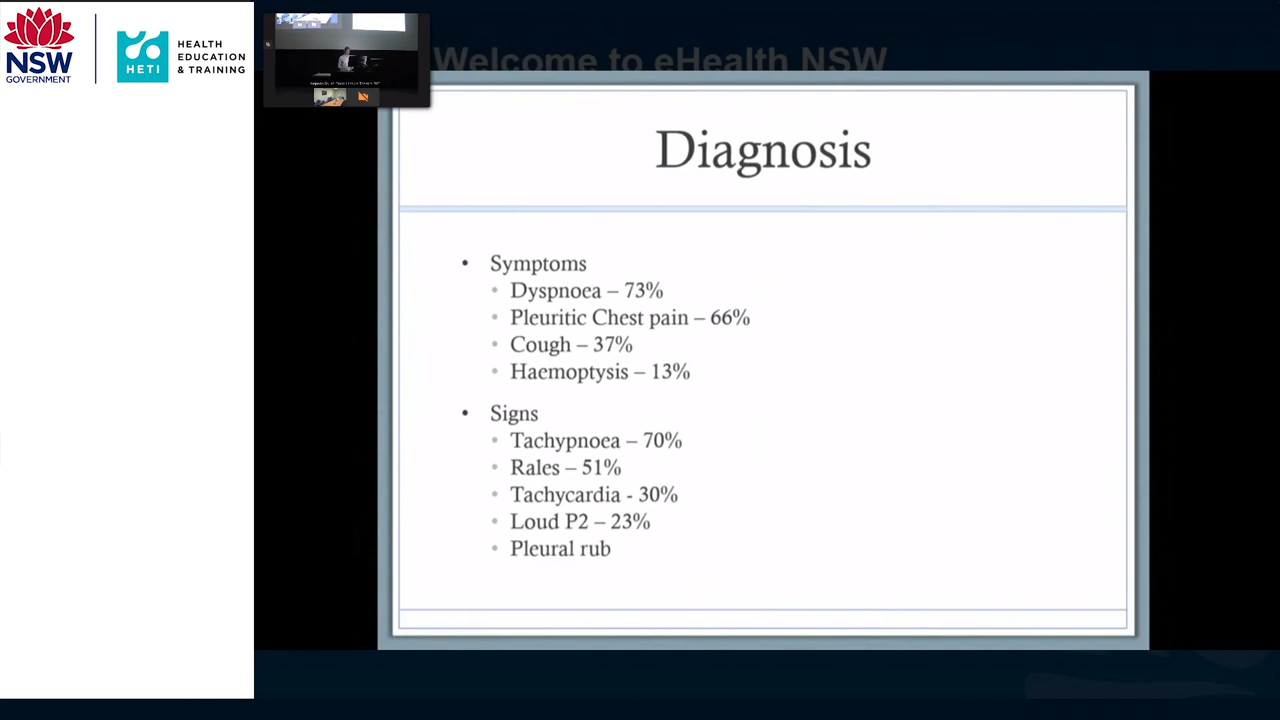 NSW
GOVERNMENT
HETI
HEALTH
EDUCATION
& TRAINING
Welcome to eHealth NSW
Diagnosis
• Symptoms
• Dyspnoea – 73%
• Pleuritic Chest pain – 66%
• Cough – 37%
• Haemoptysis – 13%
• Signs
• Tachypnoea – 70%
• Rales – 51%
• Tachycardia - 30%
• Loud P2 – 23%
• Pleural rub